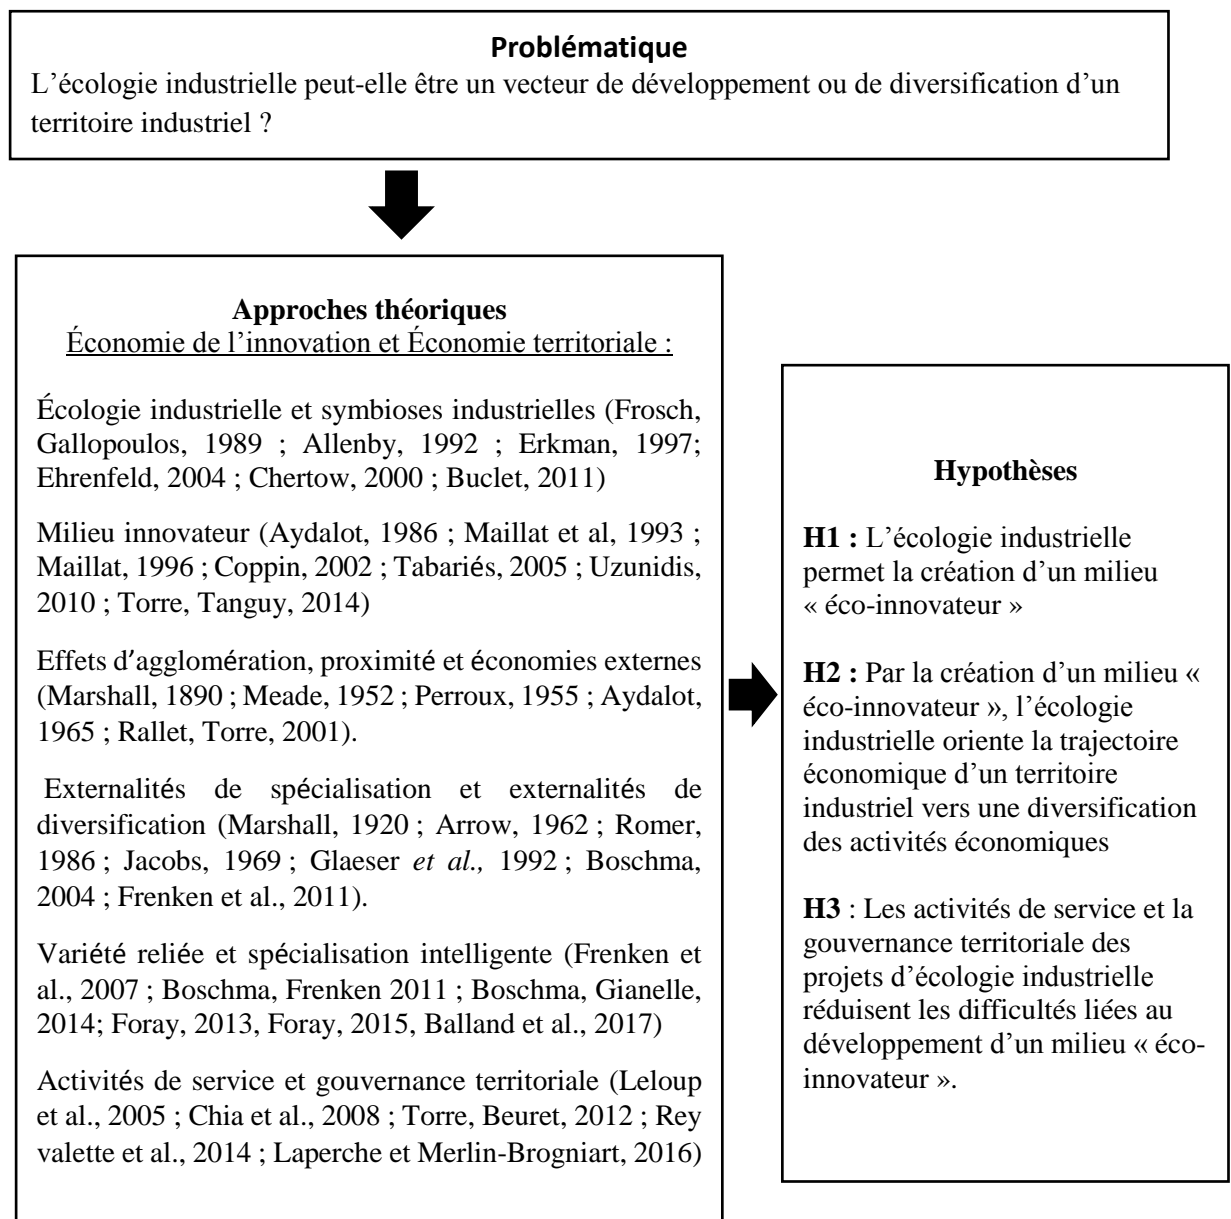 Problématique
L’écologie industrielle peut-elle être un vecteur de développement ou de diversification d’un
territoire industriel ?
Approches théoriques
Économie de l’innovation et Économie territoriale :
Écologie industrielle et symbioses industrielles (Frosch,
Gallopoulos, 1989 ; Allenby, 1992 ; Erkman, 1997;
Ehrenfeld, 2004 ; Chertow, 2000 ; Buclet, 2011)
Milieu innovateur (Aydalot, 1986 ; Maillat et al, 1993 ;
Maillat, 1996 ; Coppin, 2002 ; Tabariés, 2005 ; Uzunidis,
2010 ; Torre, Tanguy, 2014)
Effets d’agglomération, proximité et économies externes
(Marshall, 1890 ; Meade, 1952 ; Perroux, 1955 ; Aydalot,
1965 ; Rallet, Torre, 2001).
Externalités de spécialisation et externalités de
diversification (Marshall, 1920 ; Arrow, 1962 ; Romer,
1986 ; Jacobs, 1969 ; Glaeser et al., 1992 ; Boschma,
2004 ; Frenken et al., 2011).
Variété reliée et spécialisation intelligente (Frenken et
al., 2007 ; Boschma, Frenken 2011 ; Boschma, Gianelle,
2014; Foray, 2013, Foray, 2015, Balland et al., 2017)
Activités de service et gouvernance territoriale (Leloup
et al., 2005 ; Chia et al., 2008 ; Torre, Beuret, 2012 ; Rey
valette et al., 2014 ; Laperche et Merlin-Brogniart, 2016)
Hypothèses
H1 : L’écologie industrielle
permet la création d’un milieu
« éco-innovateur »
H2 : Par la création d’un milieu «
éco-innovateur », l’écologie
industrielle oriente la trajectoire
économique d’un territoire
industriel vers une diversification
des activités économiques
H3 : Les activités de service et la
gouvernance territoriale des
projets d’écologie industrielle
réduisent les difficultés liées au
développement d’un milieu « éco-
innovateur ».